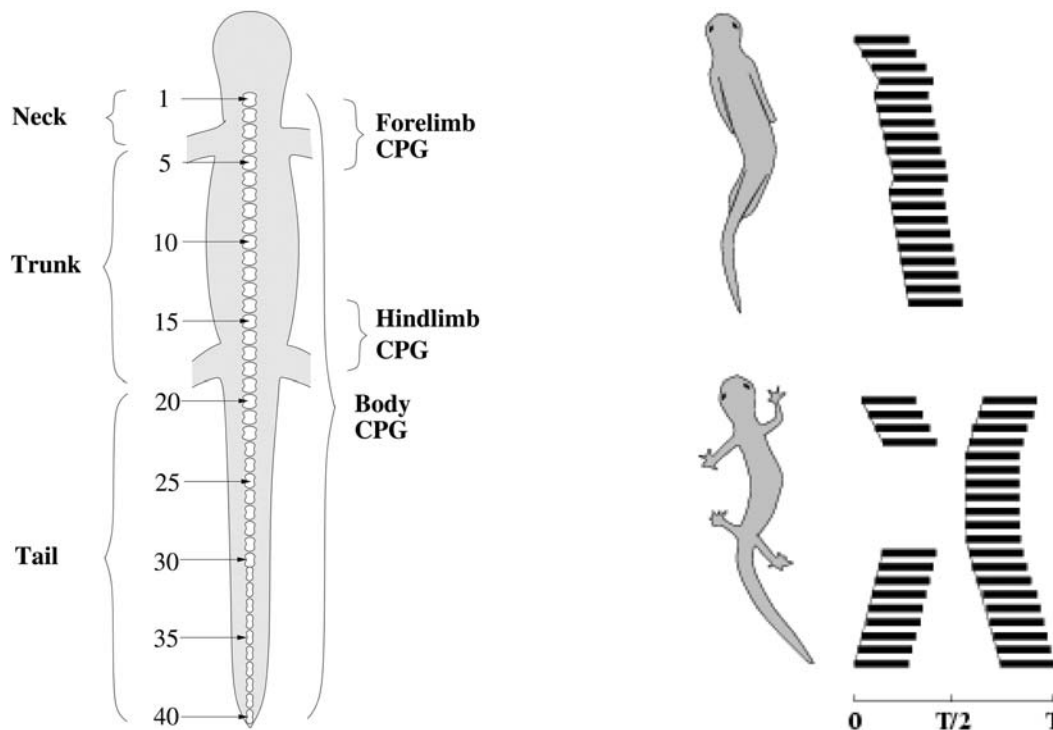 Neck
Trunk
Tail
1
5
10
15
20
25
30
35
40
Forelimb
CPG
Hindlimb
CPG
Body
CPG
0
T/2
T